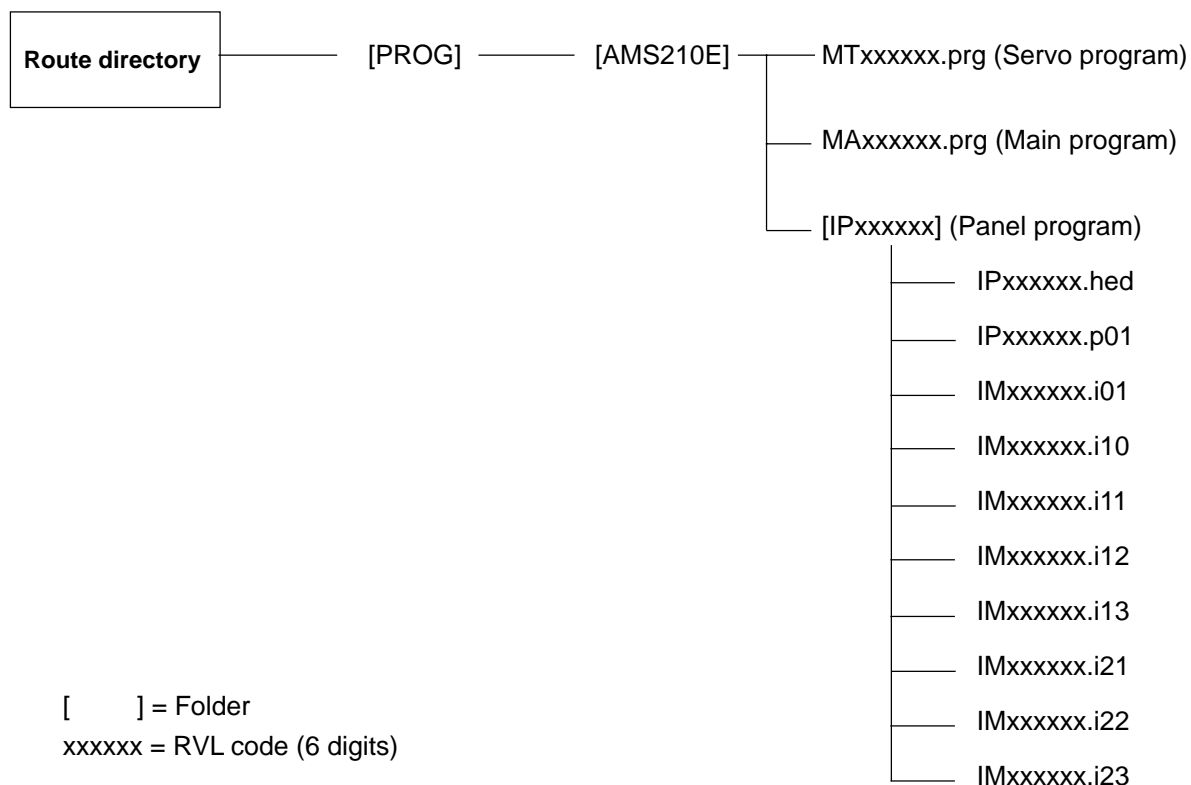 Route directory [PROG] [AMS210E] MTxxxxxx.prg (Servo program)
MAxxxxxx.prg (Main program)
[IPxxxxxx] (Panel program)
IPxxxxxx.hed
IPxxxxxx.p01
IMxxxxxx.i01
IMxxxxxx.i10
IMxxxxxx.i11
IMxxxxxx.i12
IMxxxxxx.i13
IMxxxxxx.i21
IMxxxxxx.i22
IMxxxxxx.i23
[ ] = Folder
xxxxxx = RVL code (6 digits)